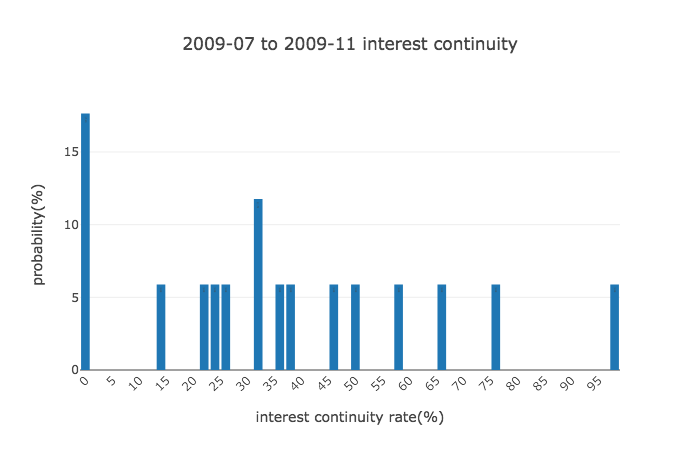 2009-07 to 2009-11 interest continuity
15
10
5
0
probability(%)
0 5 10 15 20 25 30 35 40 45 50 55 60 65 70 75 80 85 90 95
interest continuity rate(%)